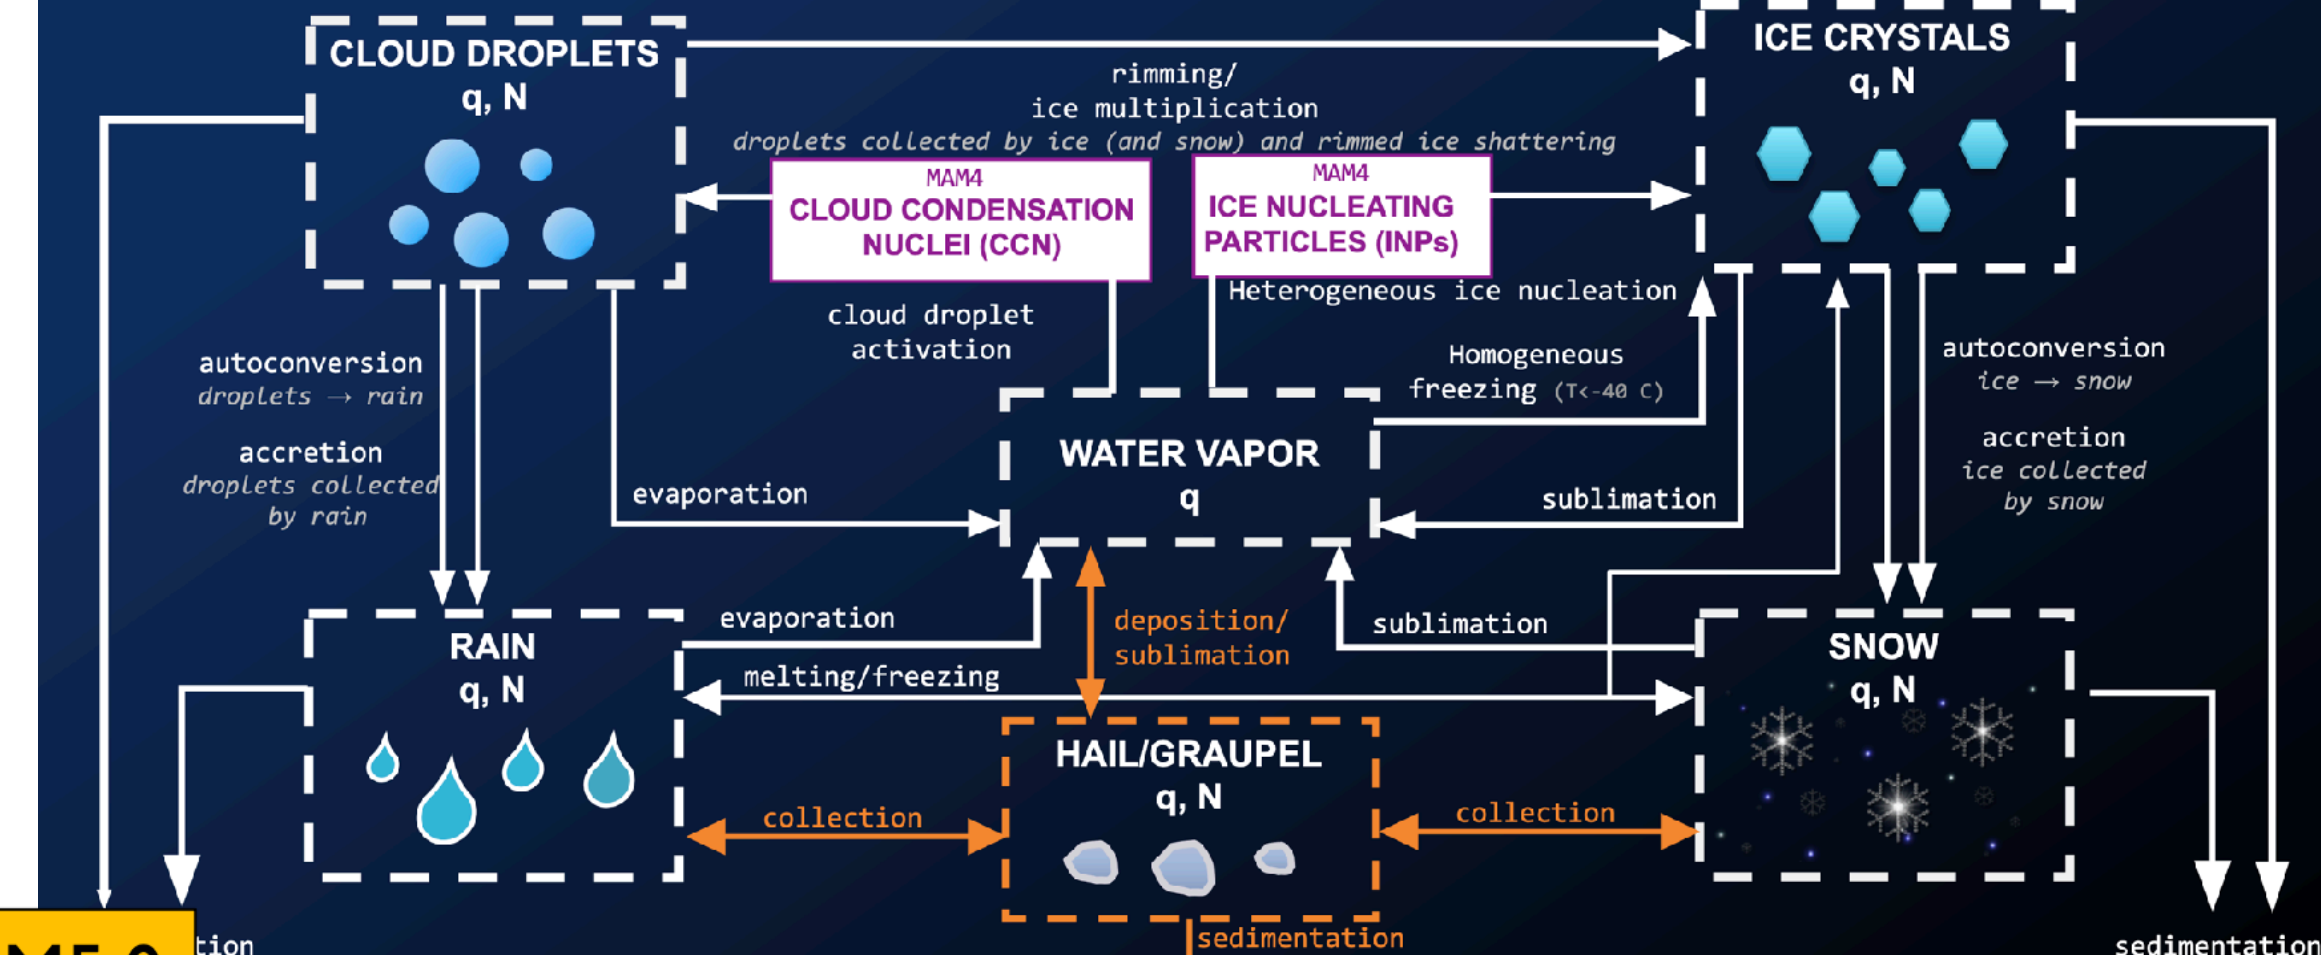 CLOUD DROPLETS
q, N
ICE CRYSTALS
q, N
rimming/
ice multiplication
droplets collected by ice (and snow) and rimmed ice shattering
MAM4
CLOUD CONDENSATION
NUCLEI (CCN)
MAM4
ICE NUCLEATING
PARTICLES (INPs)
cloud droplet
activation
Heterogeneous ice nucleation
Homogeneous
freezing (T<-40 C)
autoconversion
droplets → rain
accretion
droplets collected
by rain
evaporation
WATER VAPOR
q
sublimation
autoconversion
ice → snow
accretion
ice collected
by snow
RAIN
q, N
evaporation
melting/freezing
deposition/
sublimation
sublimation
SNOW
q, N
HAIL/GRAUPEL
q, N
collection
collection
sedimentation
sedimentation